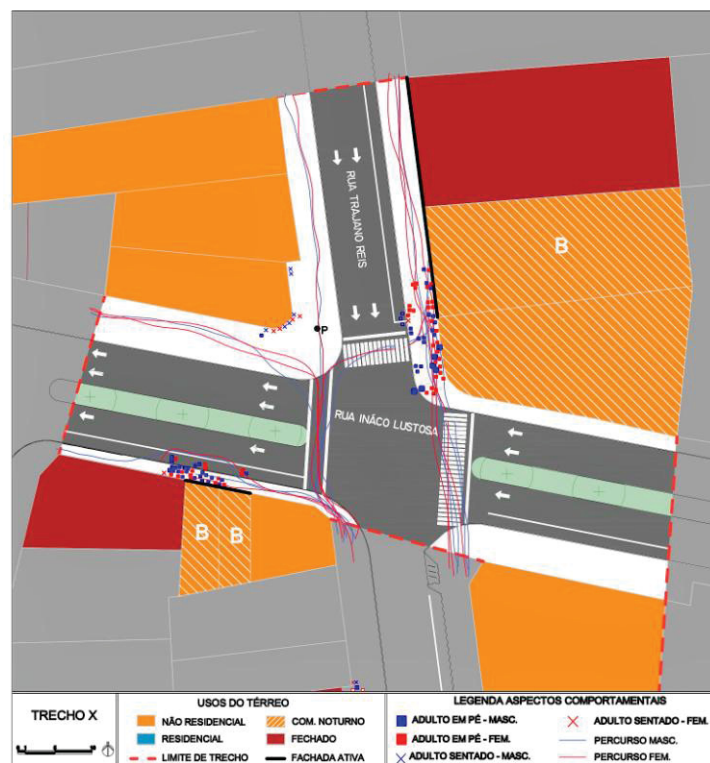 B
RUA TRAJANO REIS
P
RUA INÁCO LUSTOSA
B
B
TRECHO X
USOS DO TÉRREO
NÃO RESIDENCIAL
COM. NOTURNO
RESIDENCIAL
FECHADO
LIMITE DE TRECHO
FACHADA ATIVA
LEGENDA ASPECTOS COMPORTAMENTAIS
ADULTO EM PÉ - MASC.
ADULTO SENTADO - FEM.
ADULTO EM PÉ - FEM.
PERCURSO MASC.
ADULTO SENTADO - MASC.
PERCURSO FEM.